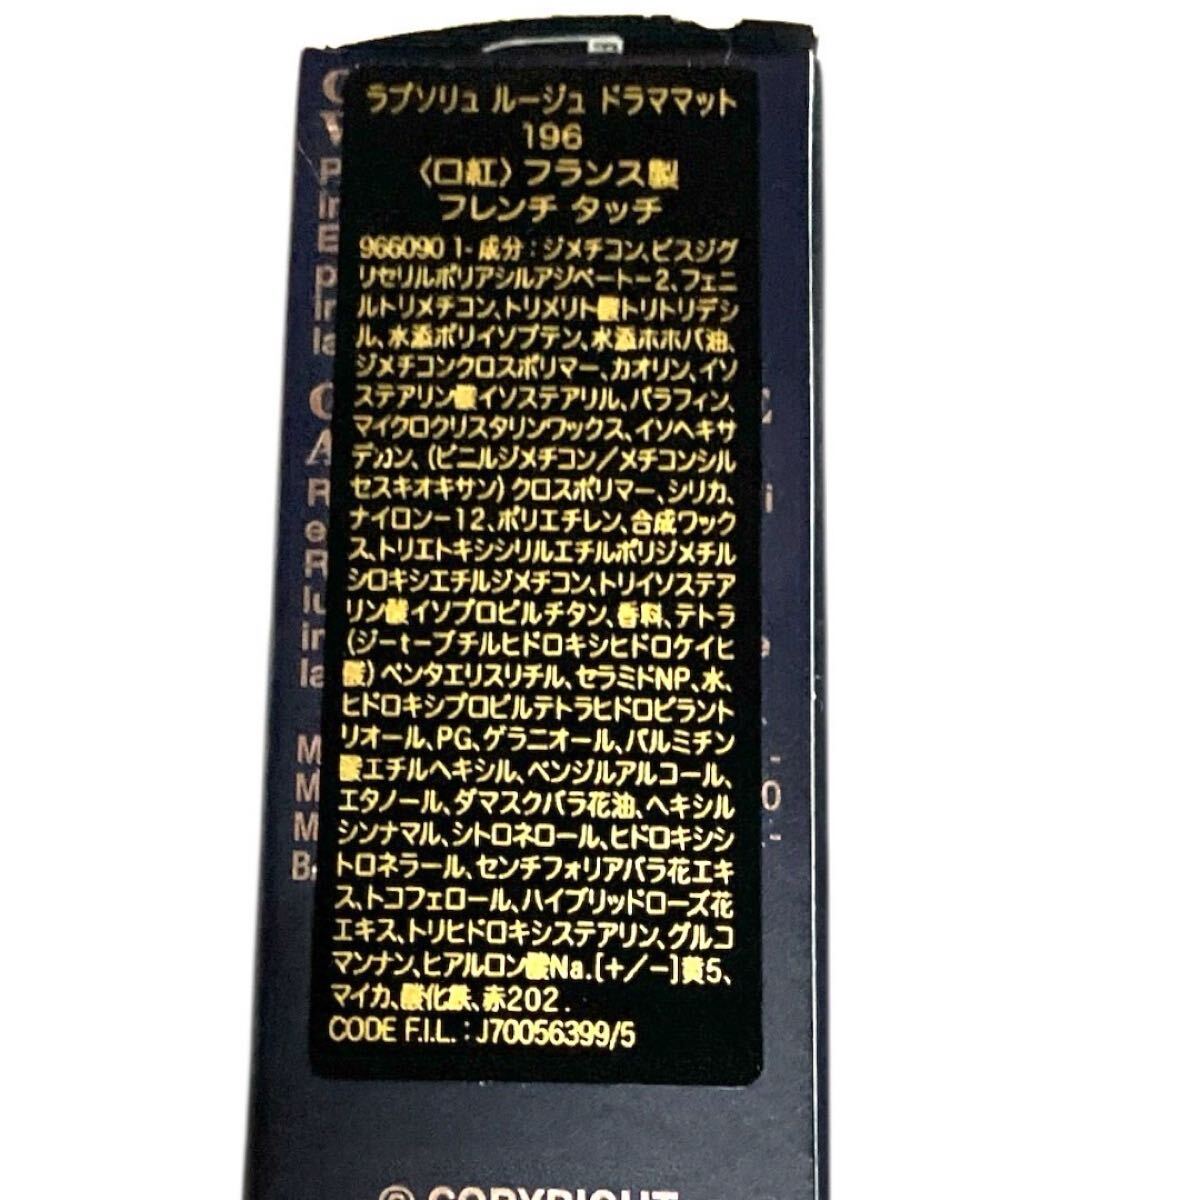 ラプソリュ ルージュ ドラママット
196
〈口紅〉フランス製
フレンチ タッチ
966090 1- 成分：ジメチコン、ビスジグ
リセリルポリアシルアジペートー2、フェニ
ルトリメチコン、トリメリト酸トリトリデシ
ル、水添ポリイソブテン、水添ホホバ油、
ジメチコンクロスポリマー、カオリン、イソ
ステアリン酸イソステアリル、パラフィン、
マイクロクリスタリンワックス、イソヘキサ
デカン、(ビニルジメチコン/メチコンシル
セスキオキサン)クロスポリマー、シリカ、
ナイロンー12、ポリエチレン、合成ワック
ス、トリエトキシシリルエチルポリジメチル
シロキシエチルジメチコン、トリイソステア
リン酸イソプロピルチタン、香料、テトラ
(ジーtーブチルヒドロキシヒドロケイヒ
酸)ペンタエリスリチル、セラミドNP、水、
ヒドロキシプロピルテトラヒドロピラント
リオール、PG、ゲラニオール、パルミチン
酸エチルヘキシル、ベンジルアルコール、
エタノール、ダマスクバラ花油、ヘキシル
シンナマル、シトロネロール、ヒドロキシシ
トロネラール、センチフォリアバラ花エキ
ス、トコフェロール、ハイブリッドローズ花
エキス、トリヒドロキシステアリン、グルコ
マンナン、ヒアルロン酸Na.[+/−]黄5、
マイカ、酸化鉄、赤202.
CODE F.I.L. : J70056399/5
© COPYRIGHT